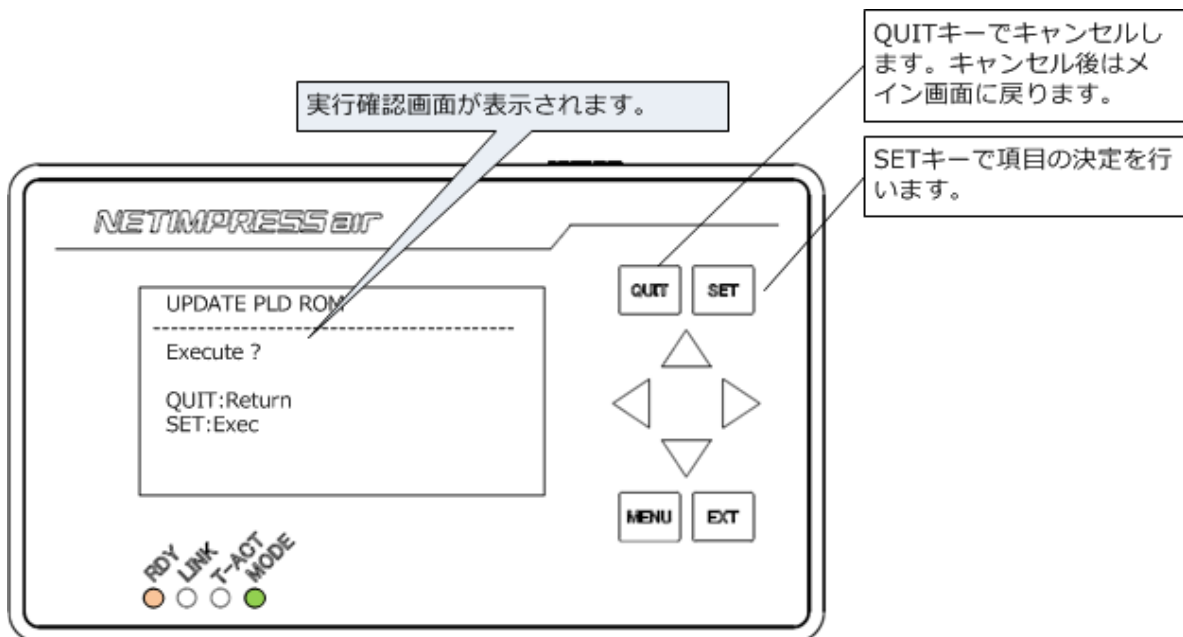 QUITキーでキャンセルし
ます。キャンセル後はメ
イン画面に戻ります。
実行確認画面が表示されます。
SETキーで項目の決定を行
います。
NETIMPRESS air
UPDATE PLD ROM
--------------------------------------------------
Execute ?
QUIT:Return
SET:Exec
QUIT
SET
MENU
EXT
RDY
LINK
T-ACT
MODE